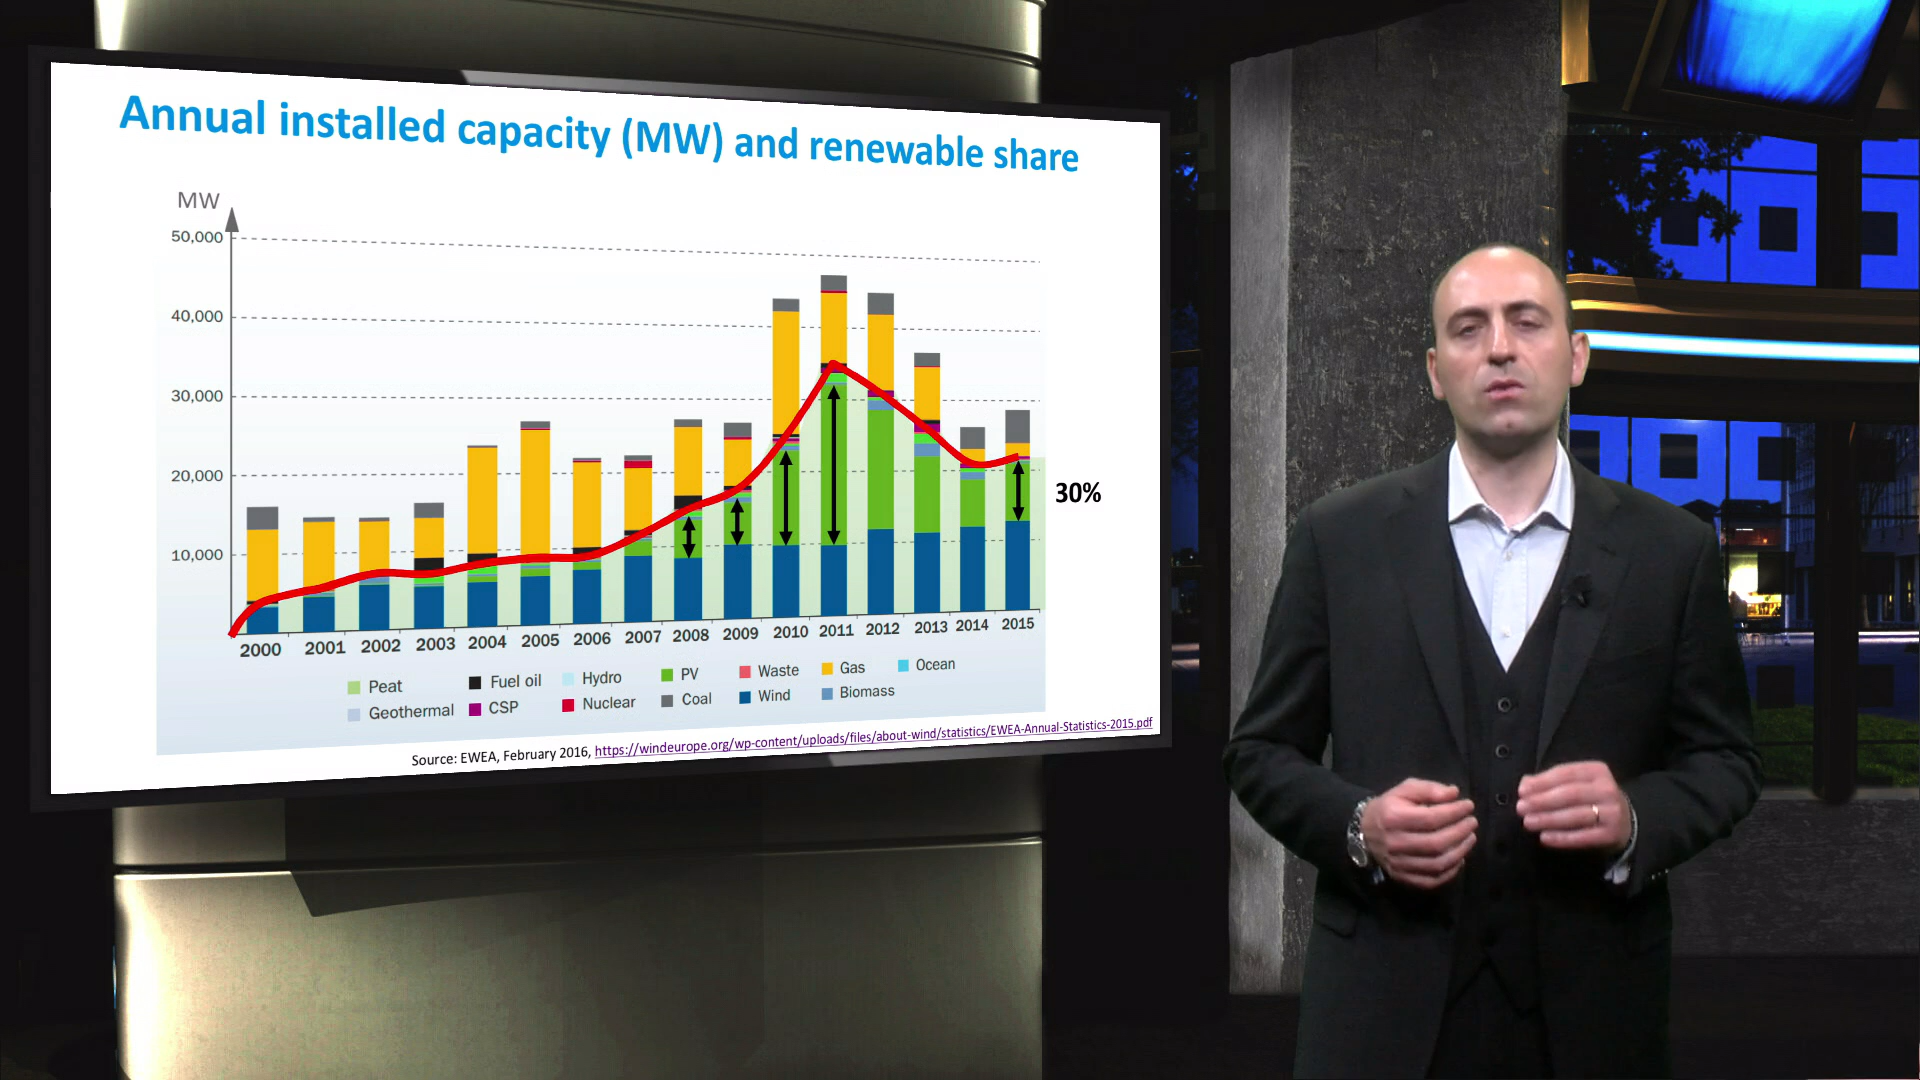 Annual installed capacity (MW) and renewable share
MW
50,000
40,000
30,000
20,000
10,000
30%
2000 2001 2002 2003 2004 2005 2006 2007 2008 2009 2010 2011 2012 2013 2014 2015
Peat Fuel oil Hydro PV Waste Gas Ocean
Geothermal CSP Nuclear Coal Wind Biomass
Source: EWEA, February 2016, https://windeurope.org/wp-content/uploads/files/about-wind/statistics/EWEA-Annual-Statistics-2015.pdf